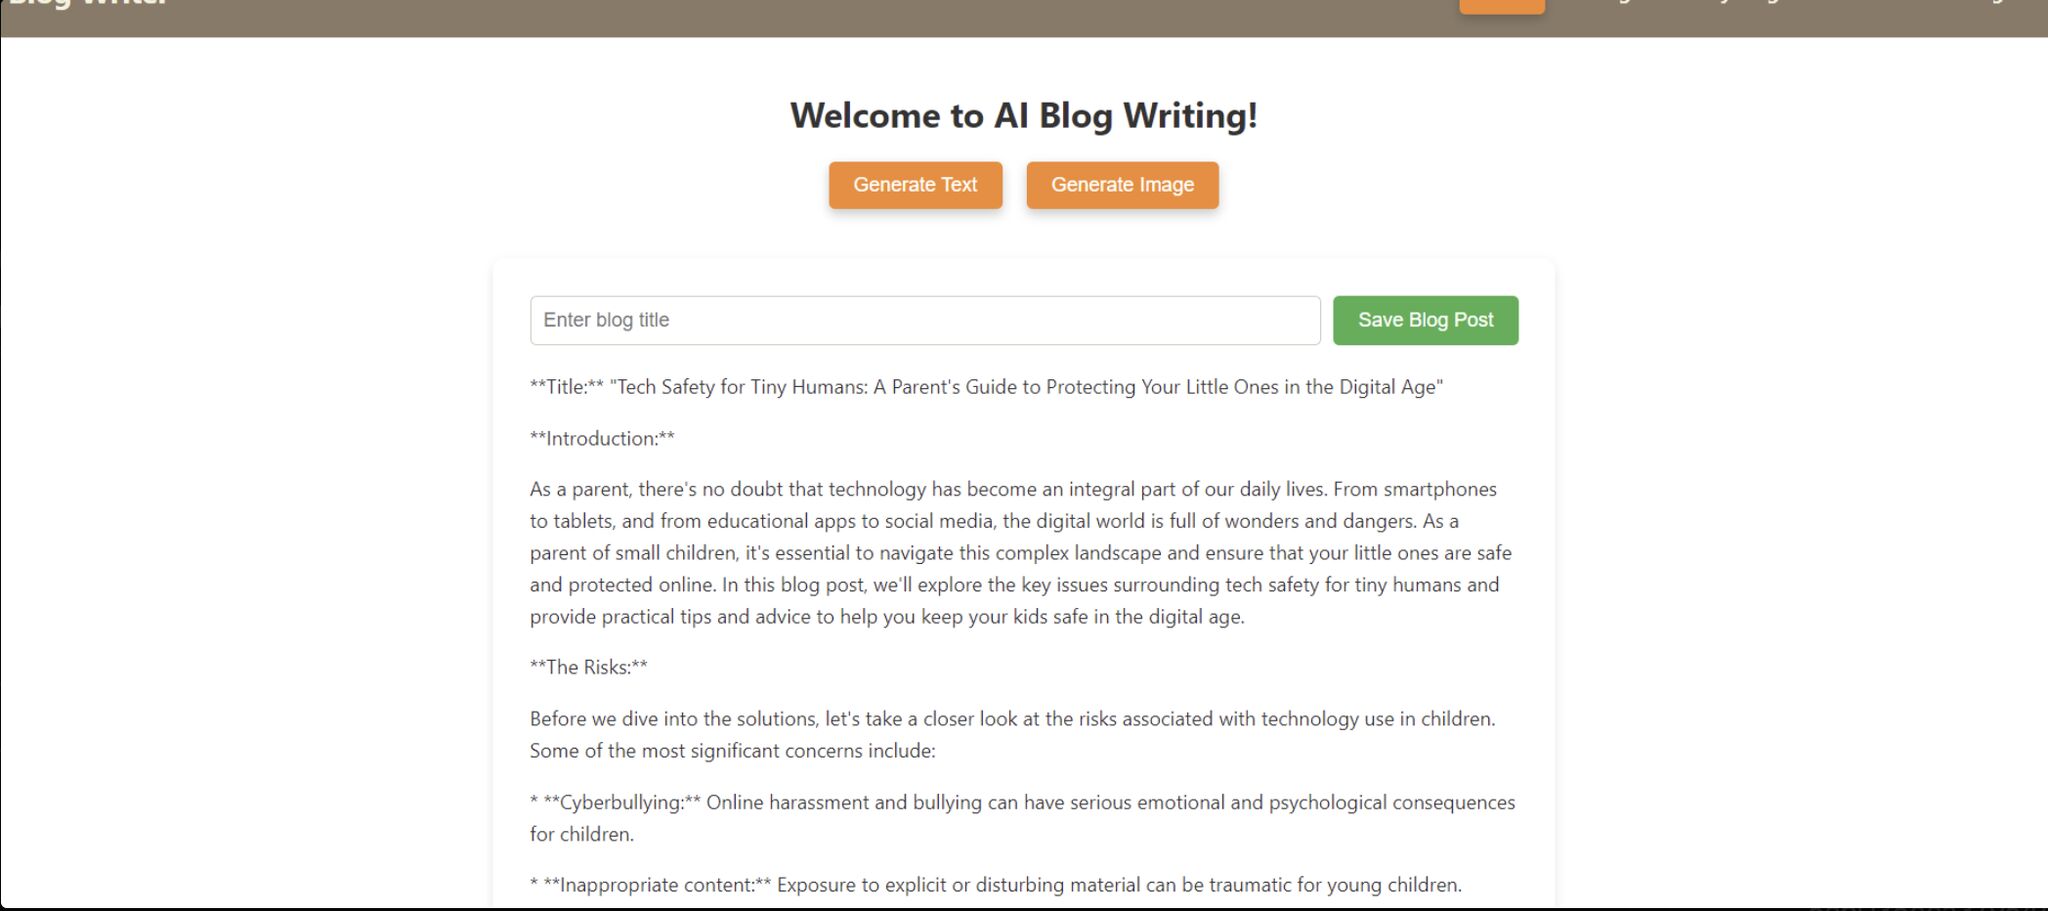 Blog Writer
Welcome to AI Blog Writing!
Generate Text
Generate Image
Enter blog title
Save Blog Post
**Title:** "Tech Safety for Tiny Humans: A Parent's Guide to Protecting Your Little Ones in the Digital Age"
**Introduction:**
As a parent, there's no doubt that technology has become an integral part of our daily lives. From smartphones
to tablets, and from educational apps to social media, the digital world is full of wonders and dangers. As a
parent of small children, it's essential to navigate this complex landscape and ensure that your little ones are safe
and protected online. In this blog post, we'll explore the key issues surrounding tech safety for tiny humans and
provide practical tips and advice to help you keep your kids safe in the digital age.
**The Risks:**
Before we dive into the solutions, let's take a closer look at the risks associated with technology use in children.
Some of the most significant concerns include:
* **Cyberbullying:** Online harassment and bullying can have serious emotional and psychological consequences
for children.
* **Inappropriate content:** Exposure to explicit or disturbing material can be traumatic for young children.